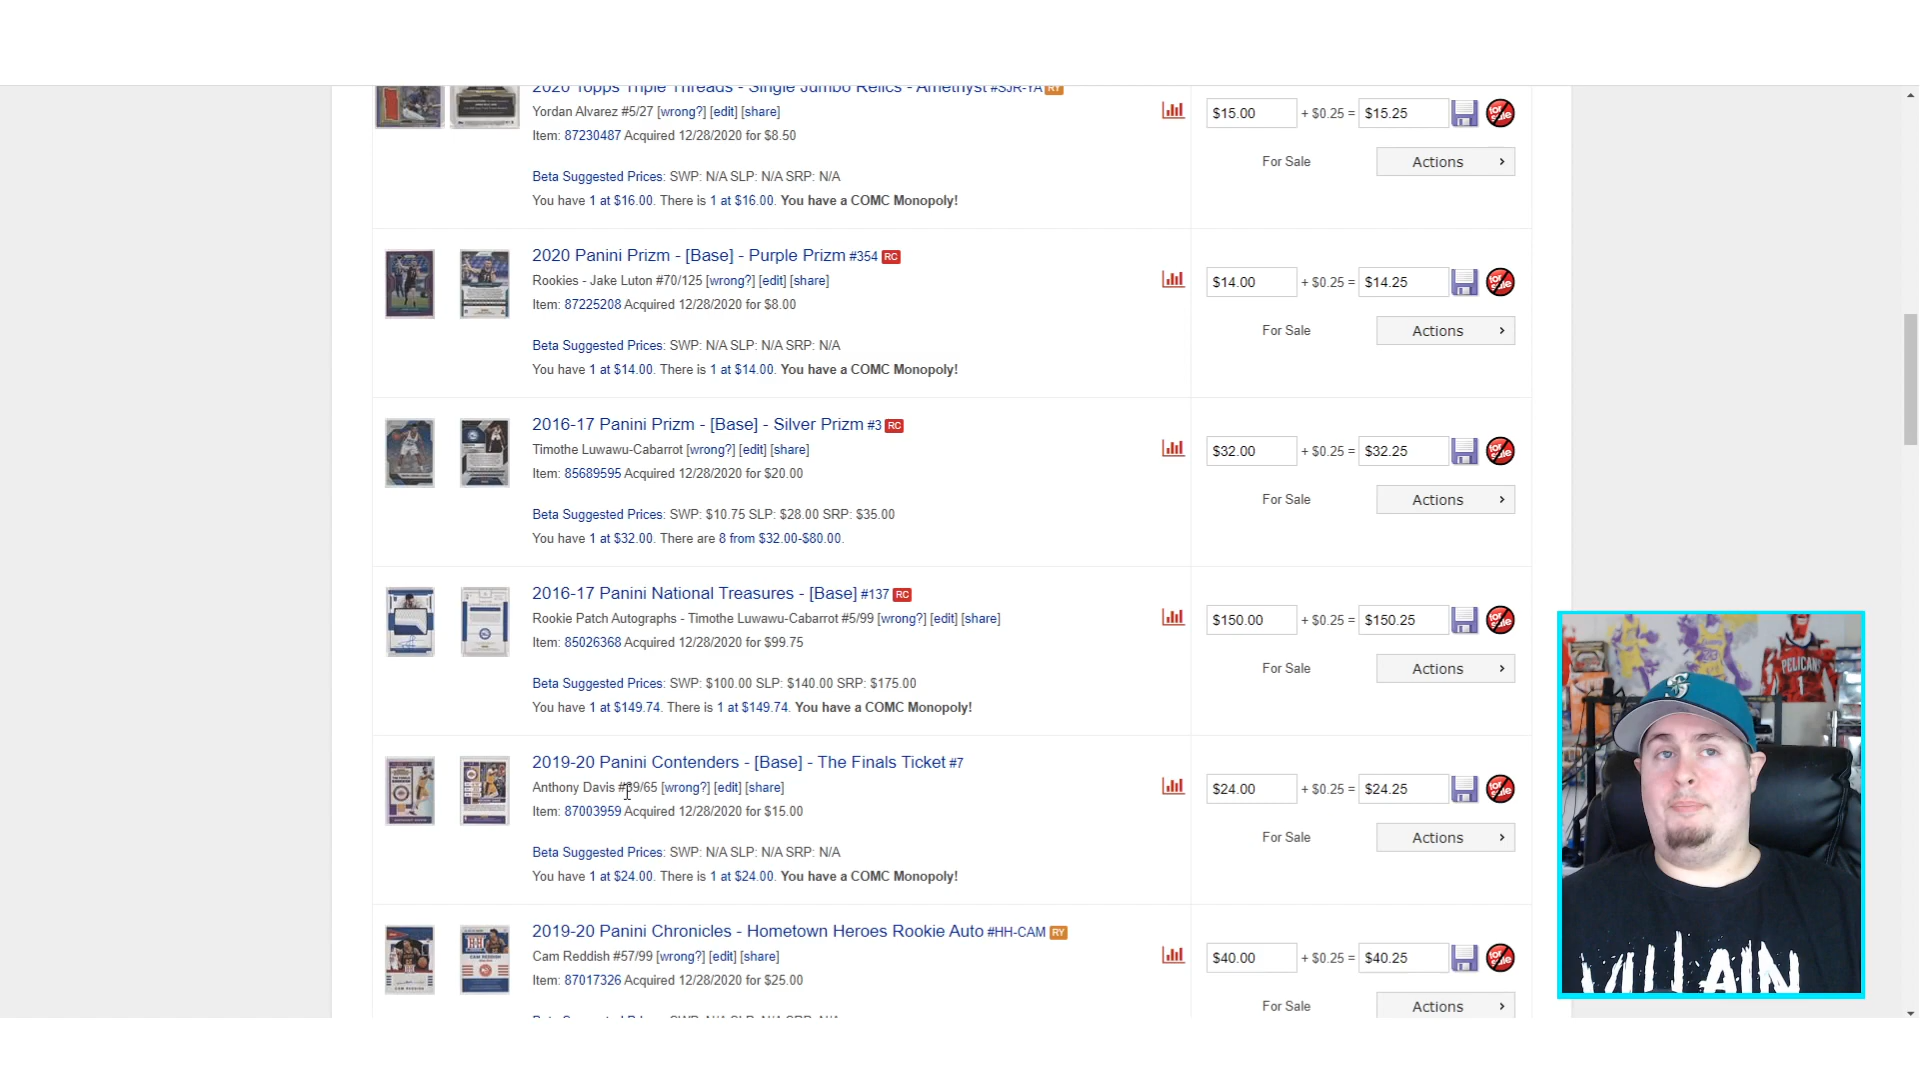 2020 Topps Triple Threads - Single Jumbo Relics - Amethyst #SJR-YA RY
Yordan Alvarez #5/27 [wrong?] [edit] [share]
Item: 87230487 Acquired 12/28/2020 for $8.50
Beta Suggested Prices: SWP: N/A SLP: N/A SRP: N/A
You have 1 at $16.00. There is 1 at $16.00. You have a COMC Monopoly!
$15.00 + $0.25 = $15.25
For Sale Actions
2020 Panini Prizm - [Base] - Purple Prizm #354 RC
Rookies - Jake Luton #70/125 [wrong?] [edit] [share]
Item: 87225208 Acquired 12/28/2020 for $8.00
Beta Suggested Prices: SWP: N/A SLP: N/A SRP: N/A
You have 1 at $14.00. There is 1 at $14.00. You have a COMC Monopoly!
$14.00 + $0.25 = $14.25
For Sale Actions
2016-17 Panini Prizm - [Base] - Silver Prizm #3 RC
Timothe Luwawu-Cabarrot [wrong?] [edit] [share]
Item: 85689595 Acquired 12/28/2020 for $20.00
Beta Suggested Prices: SWP: $10.75 SLP: $28.00 SRP: $35.00
You have 1 at $32.00. There are 8 from $32.00-$80.00.
$32.00 + $0.25 = $32.25
For Sale Actions
2016-17 Panini National Treasures - [Base] #137 RC
Rookie Patch Autographs - Timothe Luwawu-Cabarrot #5/99 [wrong?] [edit] [share]
Item: 85026368 Acquired 12/28/2020 for $99.75
Beta Suggested Prices: SWP: $100.00 SLP: $140.00 SRP: $175.00
You have 1 at $149.74. There is 1 at $149.74. You have a COMC Monopoly!
$150.00 + $0.25 = $150.25
For Sale Actions
2019-20 Panini Contenders - [Base] - The Finals Ticket #7
Anthony Davis #39/65 [wrong?] [edit] [share]
Item: 87003959 Acquired 12/28/2020 for $15.00
Beta Suggested Prices: SWP: N/A SLP: N/A SRP: N/A
You have 1 at $24.00. There is 1 at $24.00. You have a COMC Monopoly!
$24.00 + $0.25 = $24.25
For Sale Actions
2019-20 Panini Chronicles - Hometown Heroes Rookie Auto #HH-CAM RY
Cam Reddish #57/99 [wrong?] [edit] [share]
Item: 87017326 Acquired 12/28/2020 for $25.00
$40.00 + $0.25 = $40.25
For Sale Actions
PELICANS
1
VILLAIN